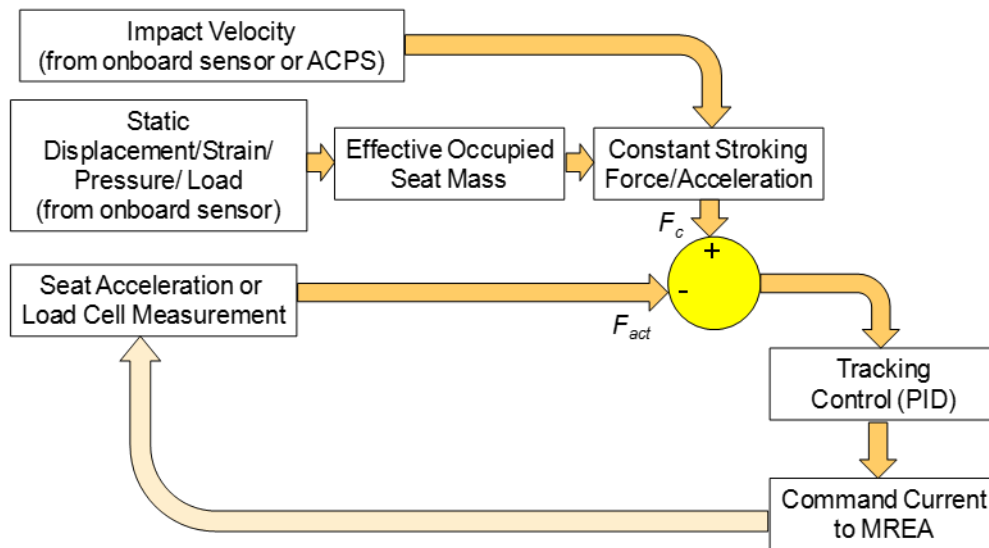 Impact Velocity
(from onboard sensor or ACPS)
Static
Displacement/Strain/
Pressure/ Load
(from onboard sensor)
Effective Occupied
Seat Mass
Constant Stroking
Force/Acceleration
Fc
+
-
Seat Acceleration or
Load Cell Measurement
Fact
Tracking
Control (PID)
Command Current
to MREA